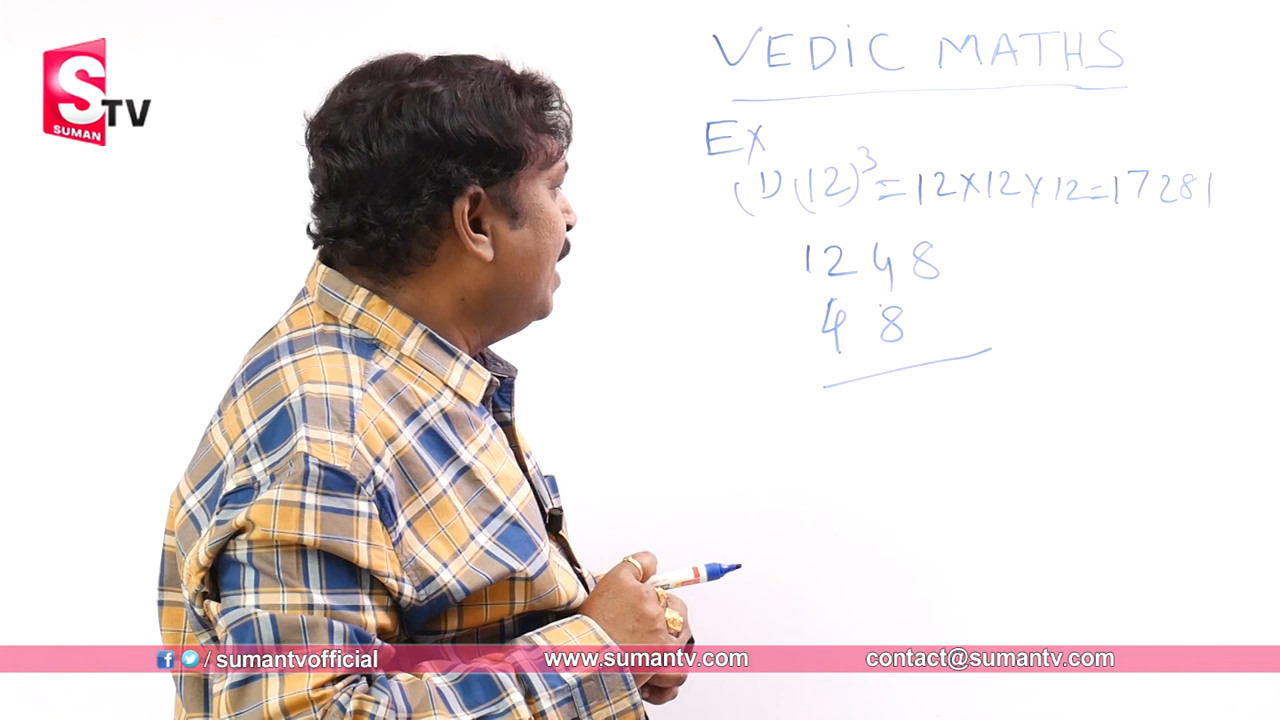 S TV
SUMAN
VEDIC MATHS
Ex
(1) (12)³ = 12×12×12=17281
1 2 4 8
4 8
/ sumantvofficial
www.sumantv.com
contact@sumantv.com